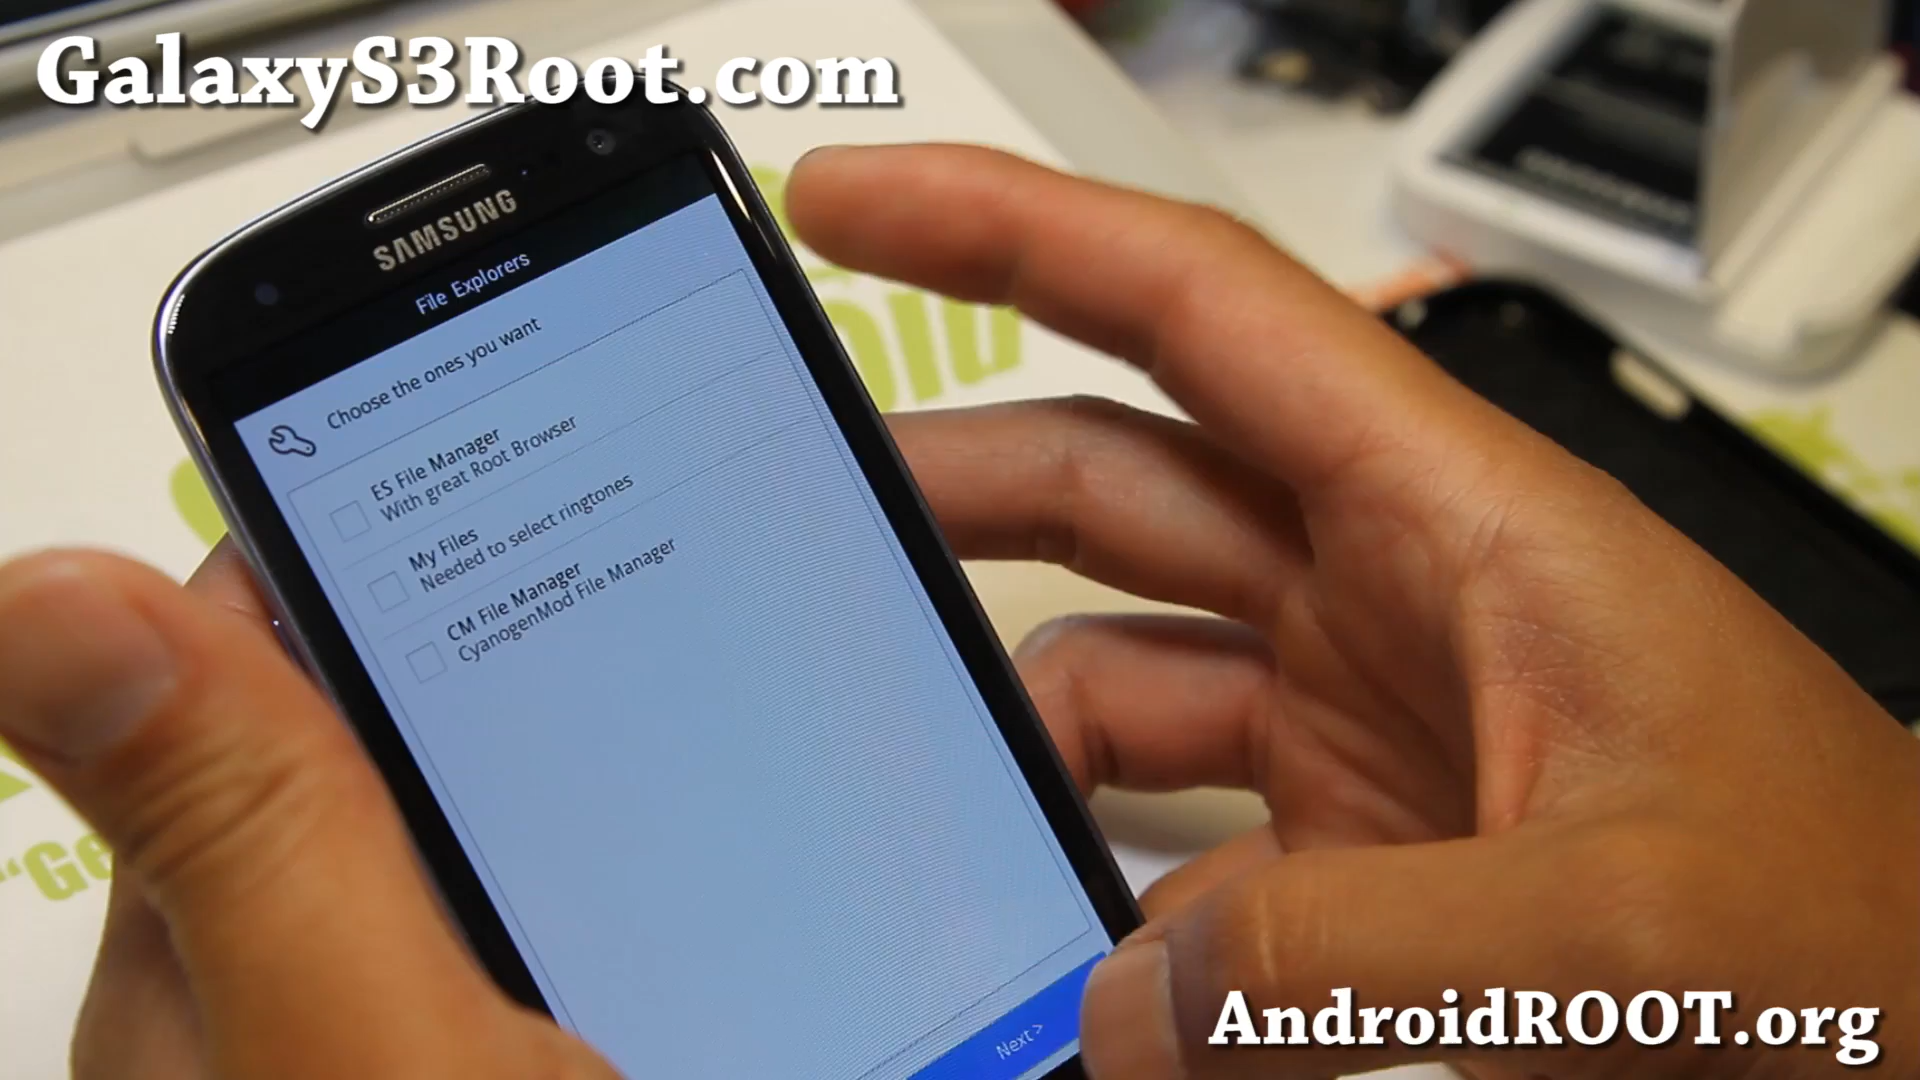 GalaxyS3Root.com
SAMSUNG
File Explorers
Choose the ones you want
ES File Manager
With great Root Browser
My Files
Needed to select ringtones
CM File Manager
CyanogenMod File Manager
"Ge
Next >
AndroidROOT.org